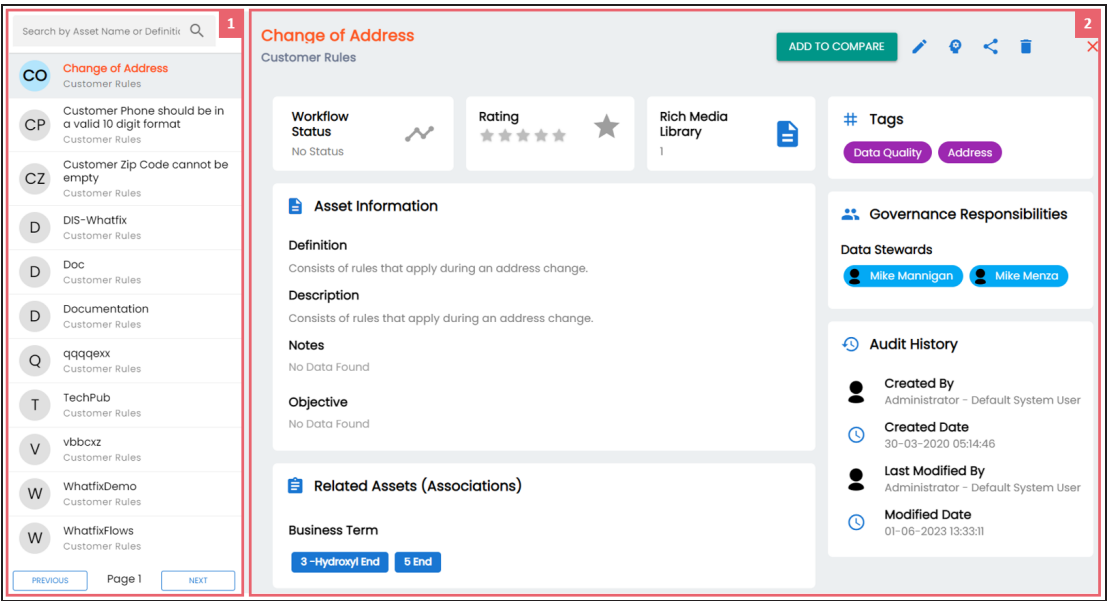 Search by Asset Name or Definitic
1
CO
Change of Address
Customer Rules
CP
Customer Phone should be in
a valid 10 digit format
Customer Rules
CZ
Customer Zip Code cannot be
empty
Customer Rules
D
DIS-Whatfix
Customer Rules
D
Doc
Customer Rules
D
Documentation
Customer Rules
Q
qqqqexx
Customer Rules
T
TechPub
Customer Rules
V
vbbcxz
Customer Rules
W
WhatfixDemo
Customer Rules
W
WhatfixFlows
Customer Rules
PREVIOUS
Page 1
NEXT
2
Change of Address
Customer Rules
ADD TO COMPARE
Workflow
Status
No Status
Rating
Rich Media
Library
1
Asset Information
Definition
Consists of rules that apply during an address change.
Description
Consists of rules that apply during an address change.
Notes
No Data Found
Objective
No Data Found
Related Assets (Associations)
Business Term
3 -Hydroxyl End
5 End
Tags
Data Quality
Address
Governance Responsibilities
Data Stewards
Mike Mannigan
Mike Menza
Audit History
Created By
Administrator - Default System User
Created Date
30-03-2020 05:14:46
Last Modified By
Administrator - Default System User
Modified Date
01-06-2023 13:33:11